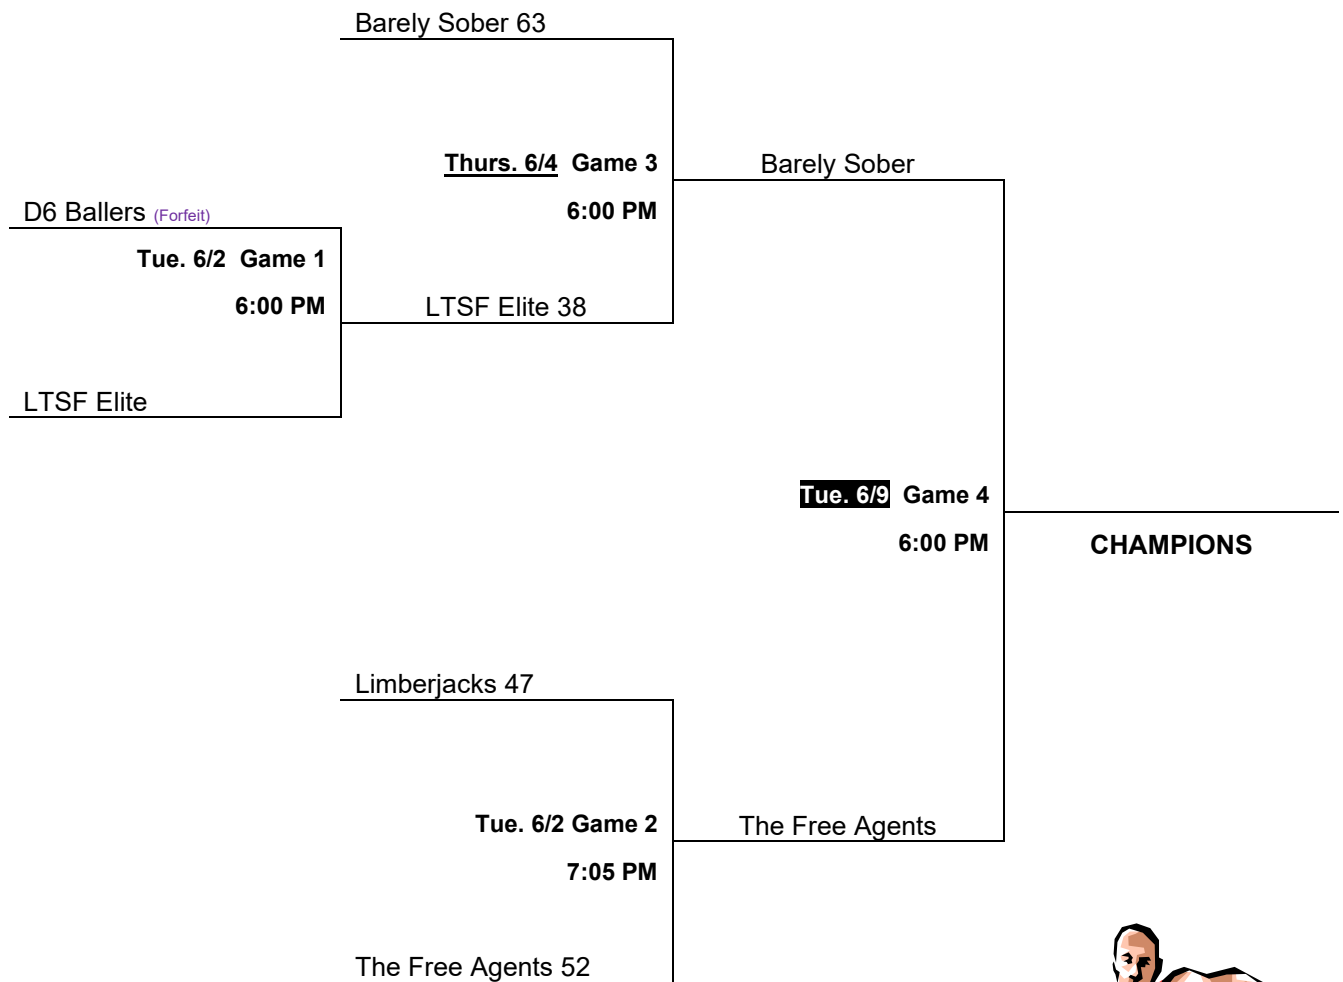 Barely Sober 63
Thurs. 6/4 Game 3
Barely Sober
D6 Ballers (Forfeit)
6:00 PM
Tue. 6/2 Game 1
6:00 PM
LTSF Elite 38
LTSF Elite
Tue. 6/9 Game 4
6:00 PM
CHAMPIONS
Limberjacks 47
Tue. 6/2 Game 2
The Free Agents
7:05 PM
The Free Agents 52